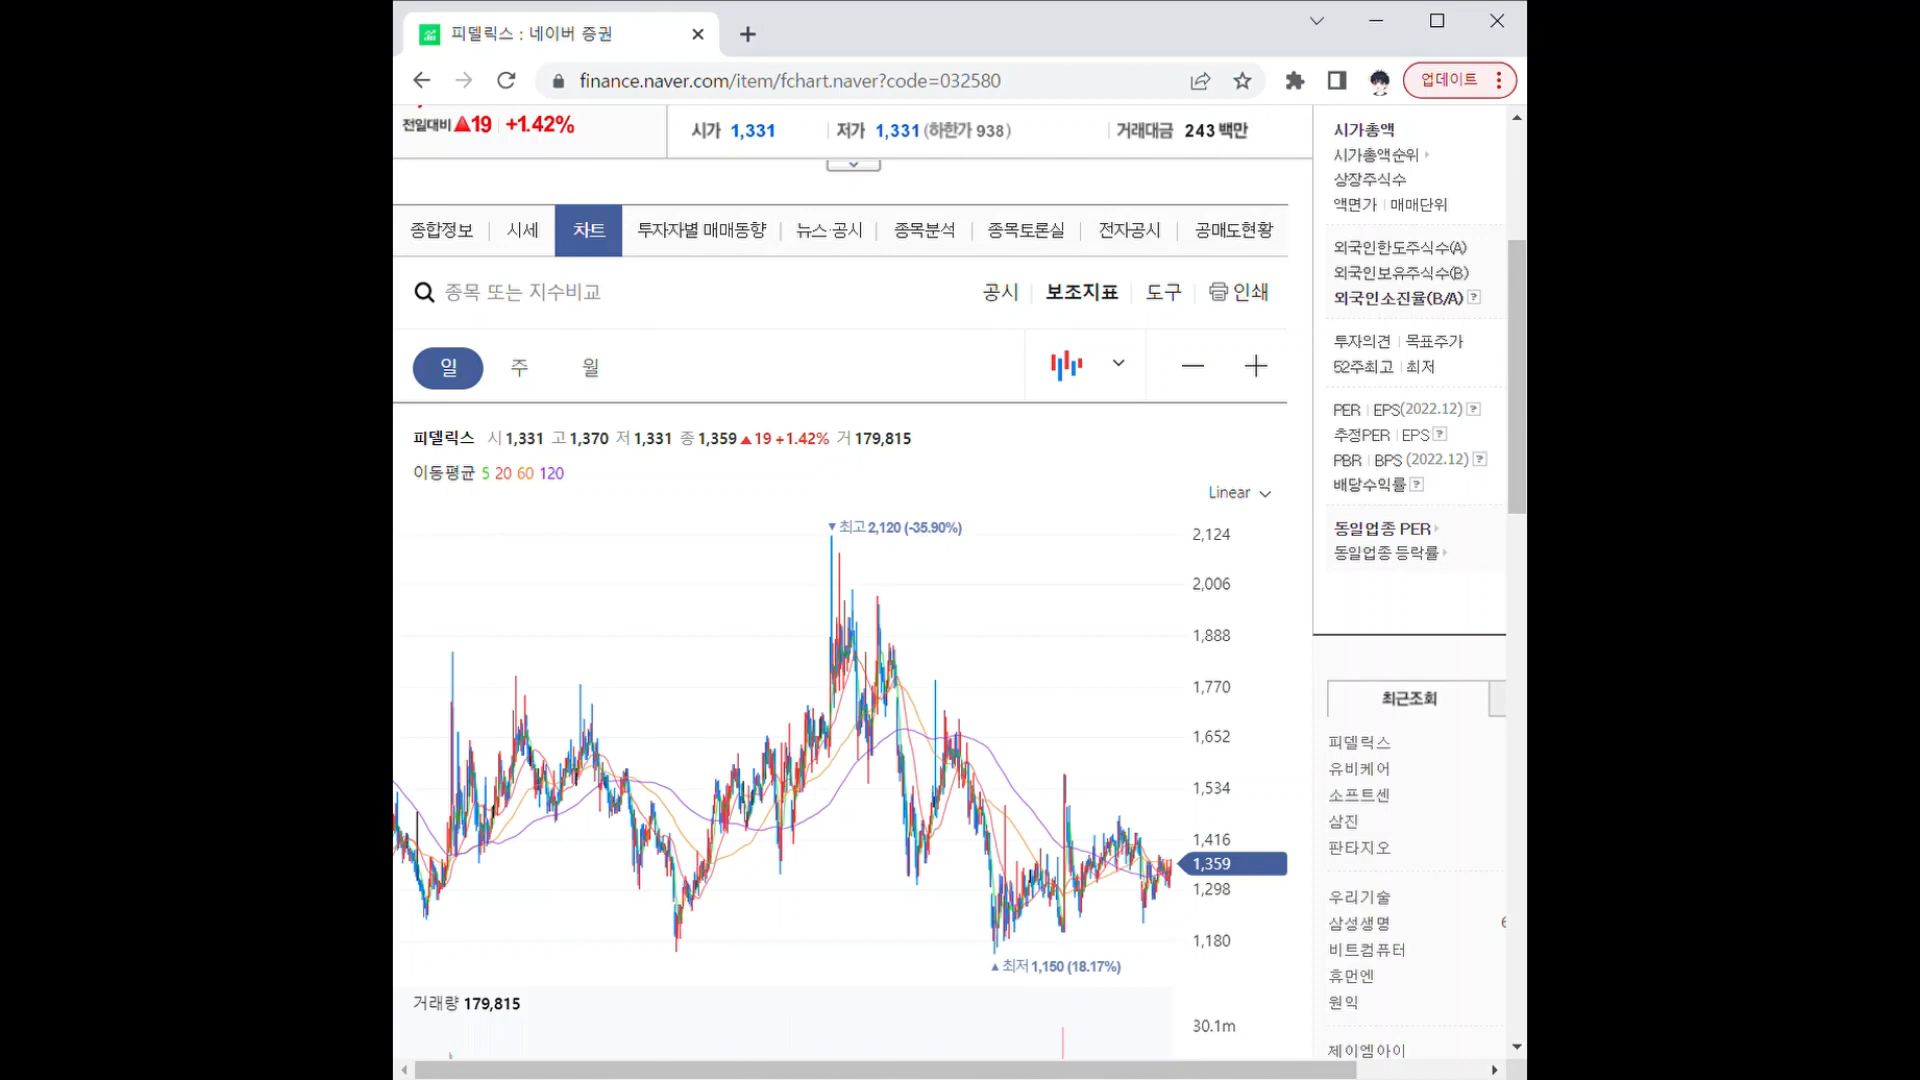 피델릭스 : 네이버 증권
finance.naver.com/item/fchart.naver?code=032580
업데이트
전일대비 ▲19 +1.42%
시가 1,331 저가 1,331 (하한가 938) 거래대금 243 백만
종합정보 시세 차트 투자자별 매매동향 뉴스·공시 종목분석 종목토론실 전자공시 공매도현황
종목 또는 지수비교
공시 보조지표 도구 인쇄
일 주 월
피델릭스 시 1,331 고 1,370 저 1,331 종 1,359 ▲19 +1.42% 거 179,815
이동평균 5 20 60 120
Linear
▼최고 2,120 (-35.90%)
2,124
2,006
1,888
1,770
1,652
1,534
1,416
1,359
1,298
1,180
▲최저 1,150 (18.17%)
거래량 179,815
30.1m
시가총액
시가총액순위
상장주식수
액면가 매매단위
외국인한도주식수(A)
외국인보유주식수(B)
외국인소진율(B/A) ?
투자의견 목표주가
52주최고 최저
PER EPS(2022.12) ?
추정PER EPS ?
PBR BPS (2022.12) ?
배당수익률 ?
동일업종 PER
동일업종 등락률
최근조회
피델릭스
유비케어
소프트센
삼진
판타지오
우리기술
삼성생명
비트컴퓨터
휴먼엔
원익
제이엠아이